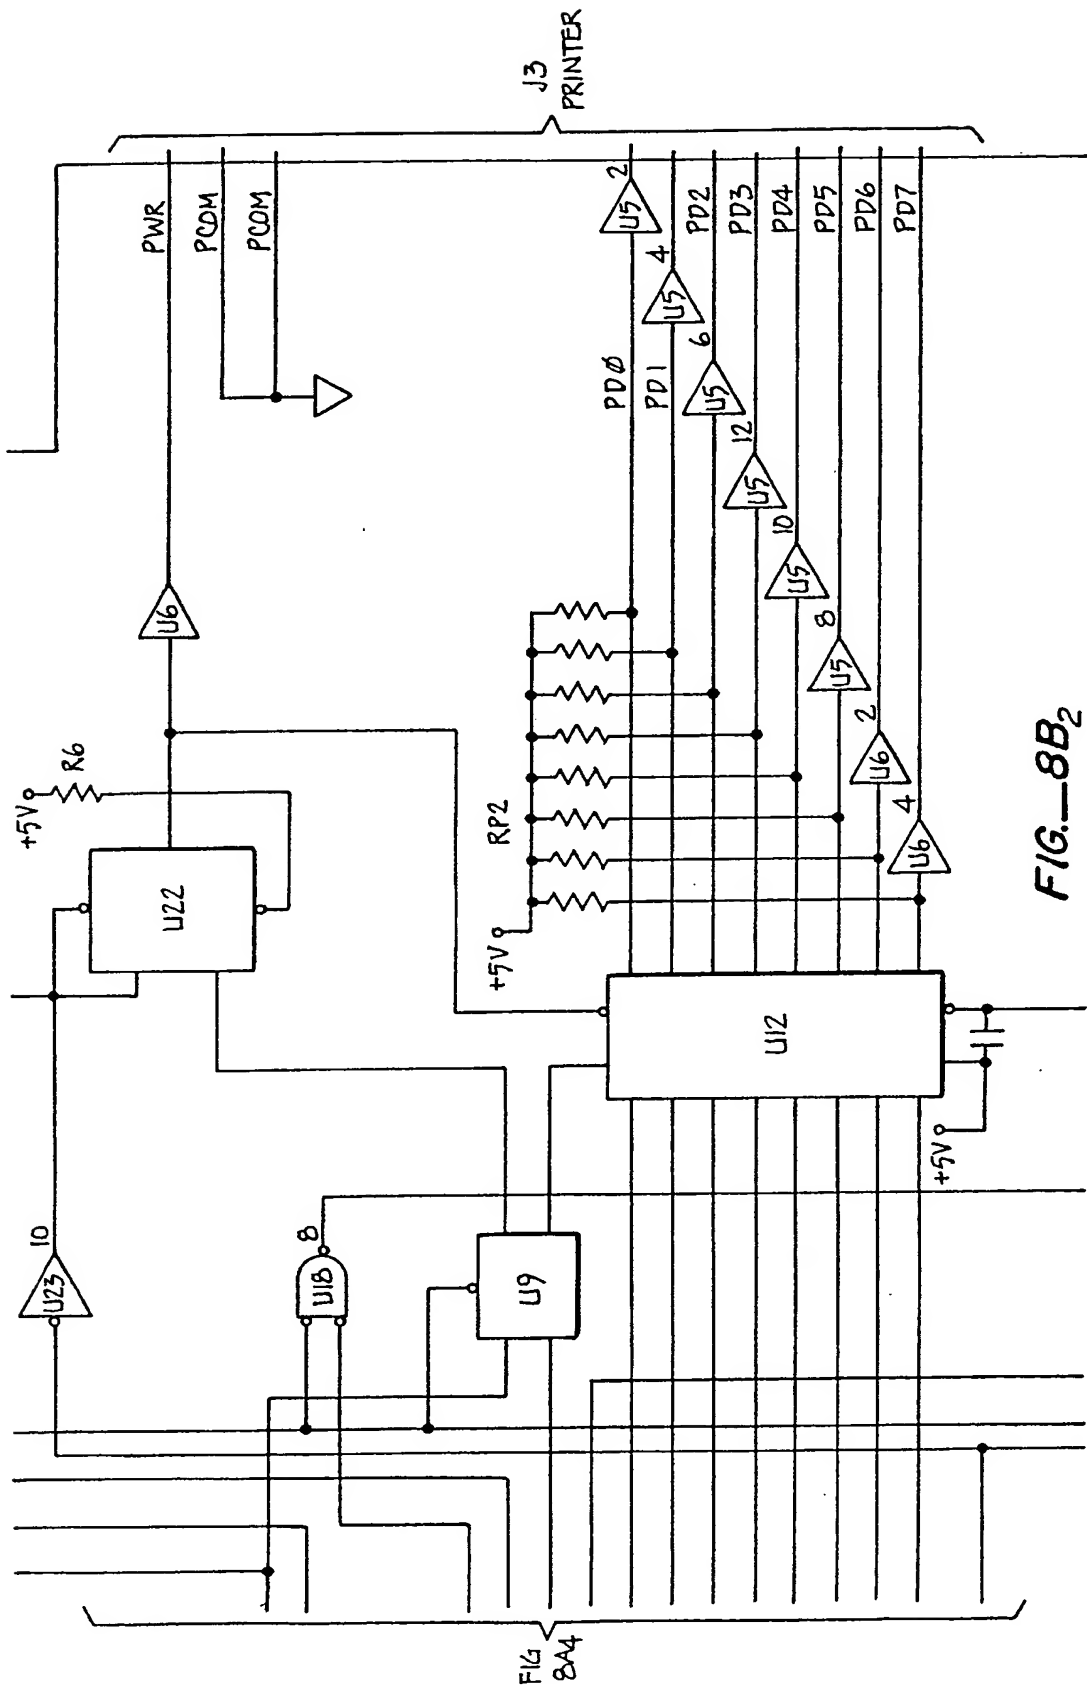 J3
PRINTER
PWR
PCOM
PCOM
U6
+5V
R6
U22
10
U23
8
U18
U9
FIG
8A4
+5V
RP2
PDØ
PD1
U5
2
U5
4
U5
6
PD2
U5
12
PD3
U5
10
PD4
U5
8
PD5
U6
2
PD6
U6
4
PD7
U12
+5V
FIG._8B2